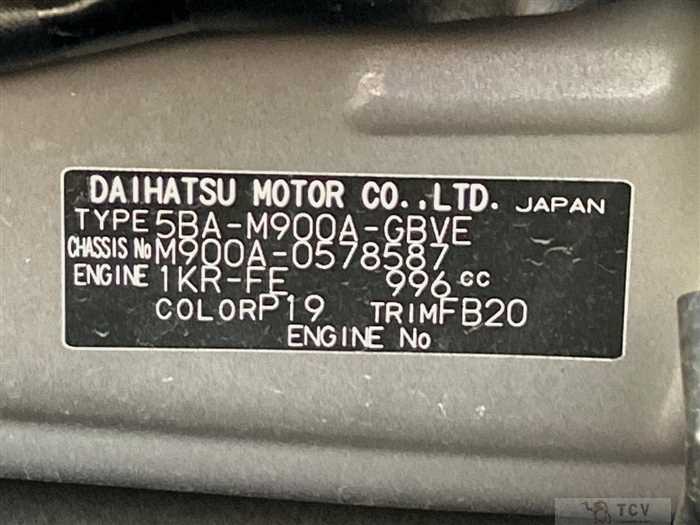 DAIHATSU MOTOR CO.,LTD. JAPAN
TYPE 5BA-M900A-GBVE
CHASSIS No M900A-0578587
ENGINE 1KR-FE 996 cc
COLOR P19 TRIM FB20
ENGINE No
TCV